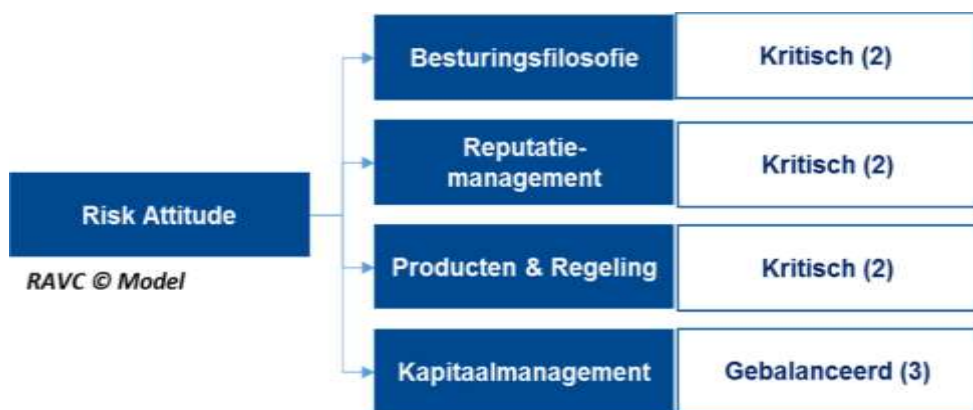 Besturingsfilosofie
Kritisch (2)
Reputatie-
management
Kritisch (2)
Risk Attitude
RAVC © Model
Producten & Regeling
Kritisch (2)
Kapitaalmanagement
Gebalanceerd (3)